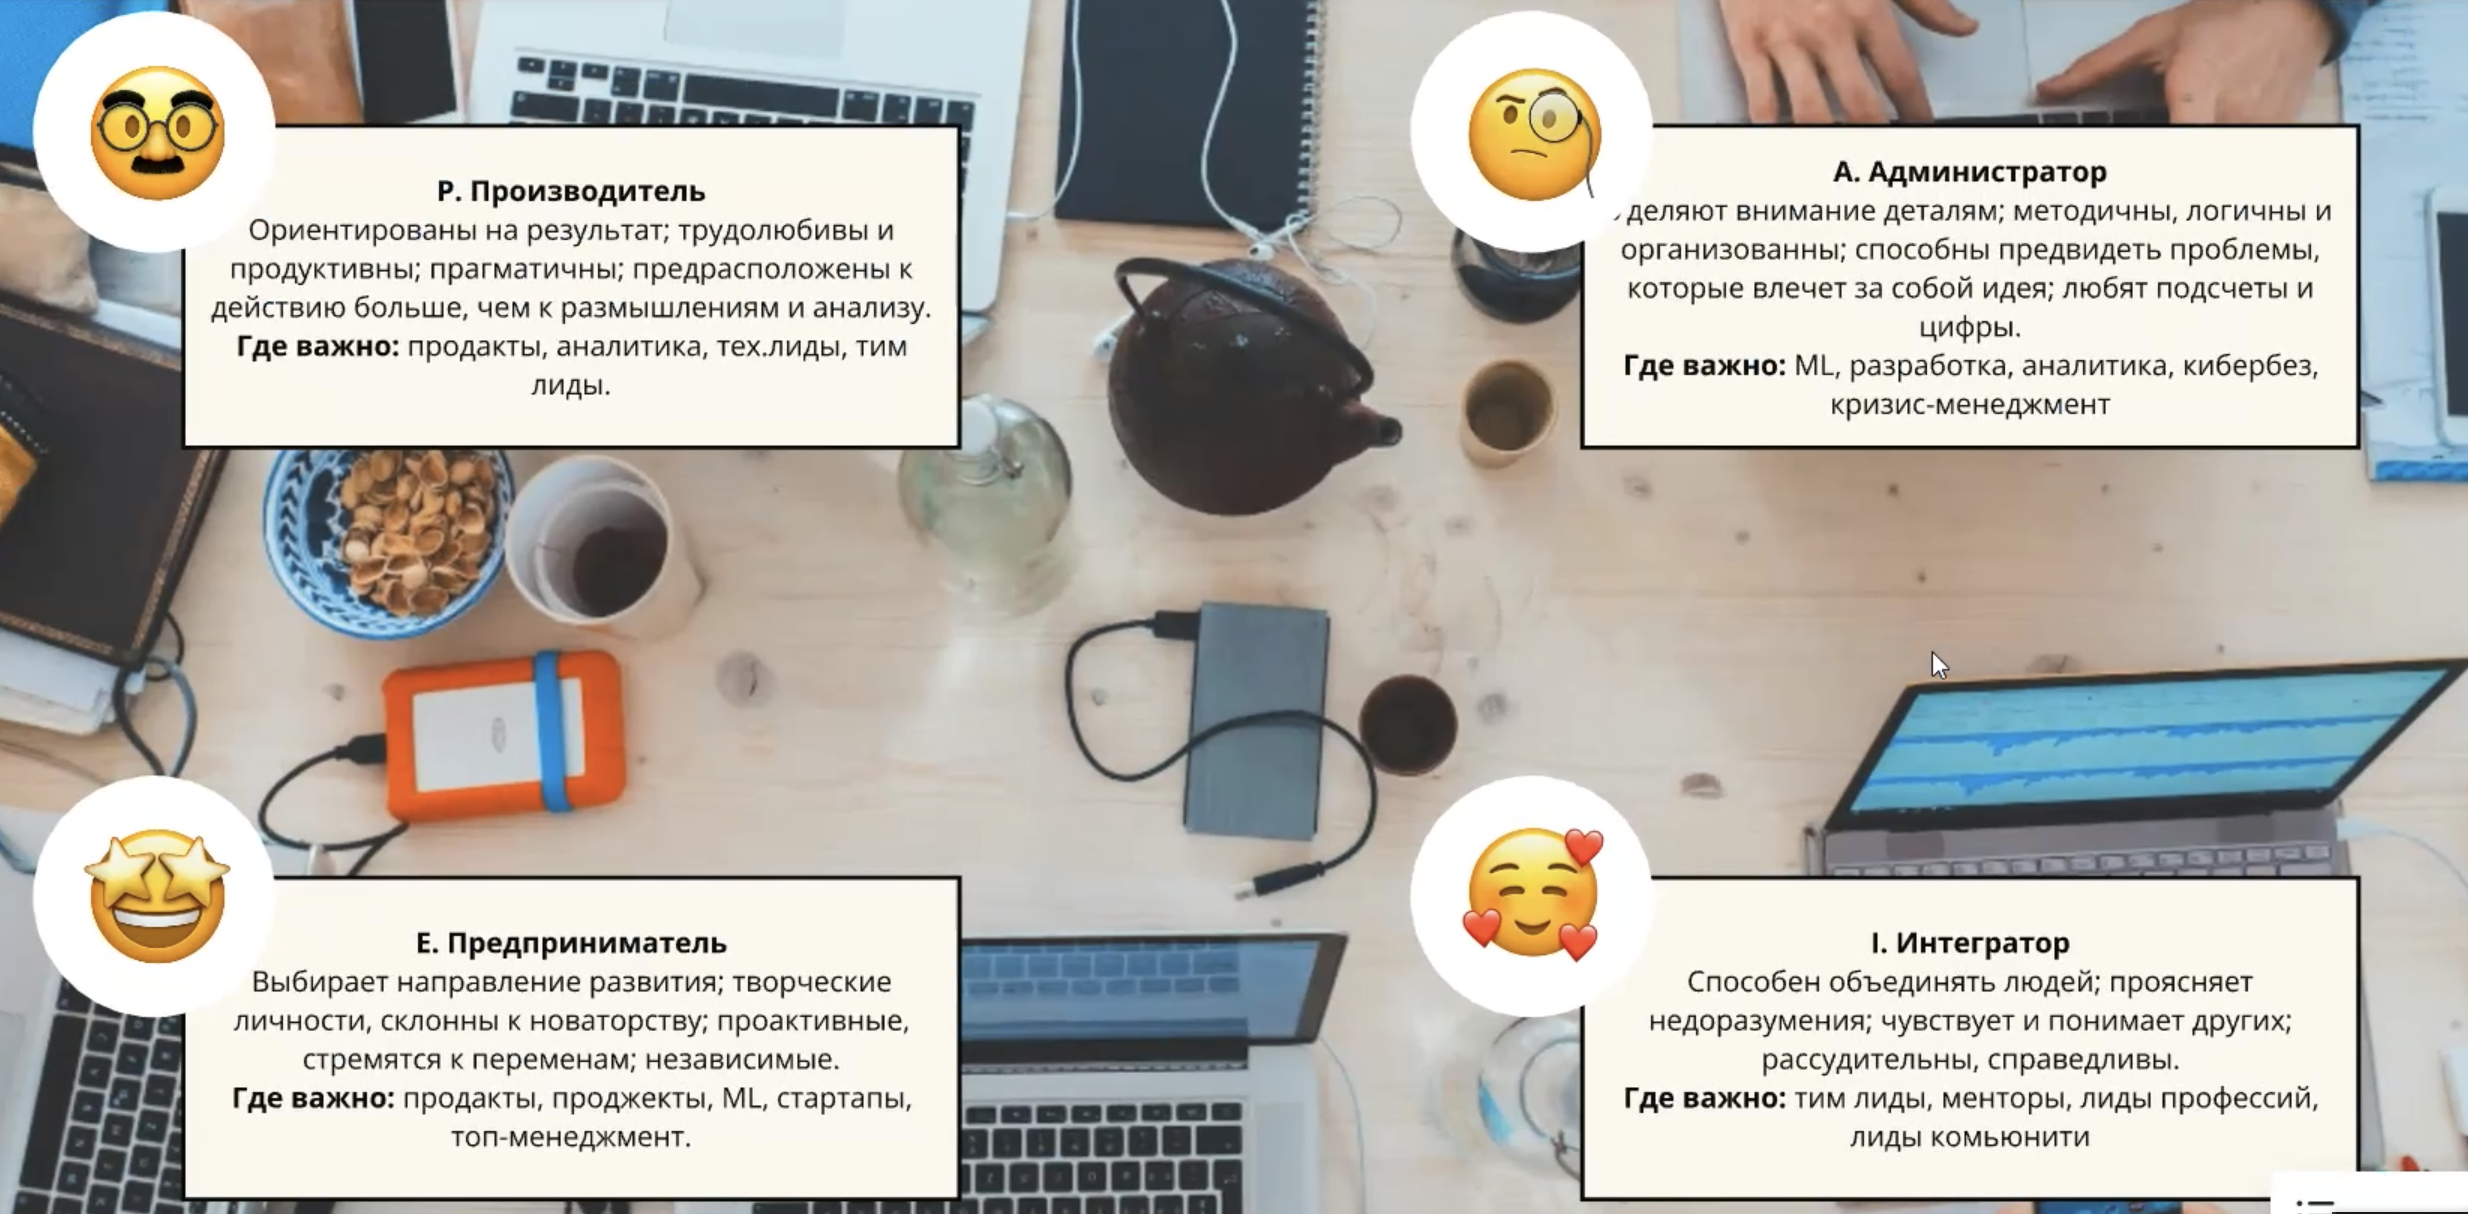 P. Производитель
Ориентированы на результат; трудолюбивы и
продуктивны; прагматичны; предрасположены к
действию больше, чем к размышлениям и анализу.
Где важно: продакты, аналитика, тех.лиды, тим
лиды.
A. Администратор
деляют внимание деталям; методичны, логичны и
организованны; способны предвидеть проблемы,
которые влечет за собой идея; любят подсчеты и
цифры.
Где важно: ML, разработка, аналитика, кибербез,
кризис-менеджмент
E. Предприниматель
Выбирает направление развития; творческие
личности, склонны к новаторству; проактивные,
стремятся к переменам; независимые.
Где важно: продакты, проджекты, ML, стартапы,
топ-менеджмент.
I. Интегратор
Способен объединять людей; проясняет
недоразумения; чувствует и понимает других;
рассудительны, справедливы.
Где важно: тим лиды, менторы, лиды профессий,
лиды комьюнити